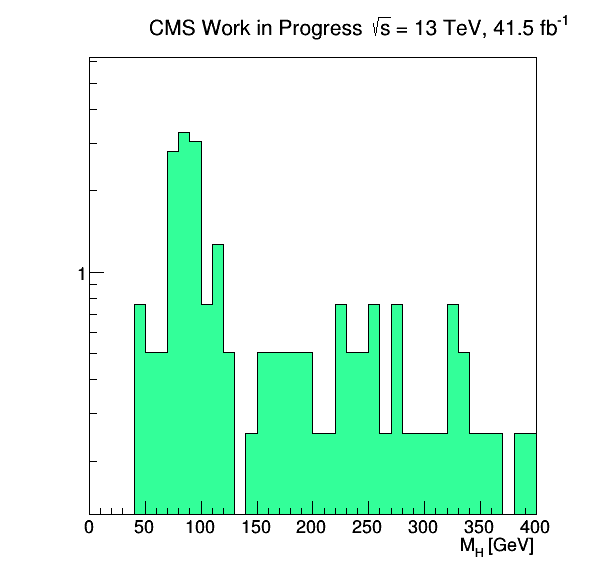 CMS Work in Progress √s = 13 TeV, 41.5 fb⁻¹
1
0 50 100 150 200 250 300 350 400
M_H [GeV]